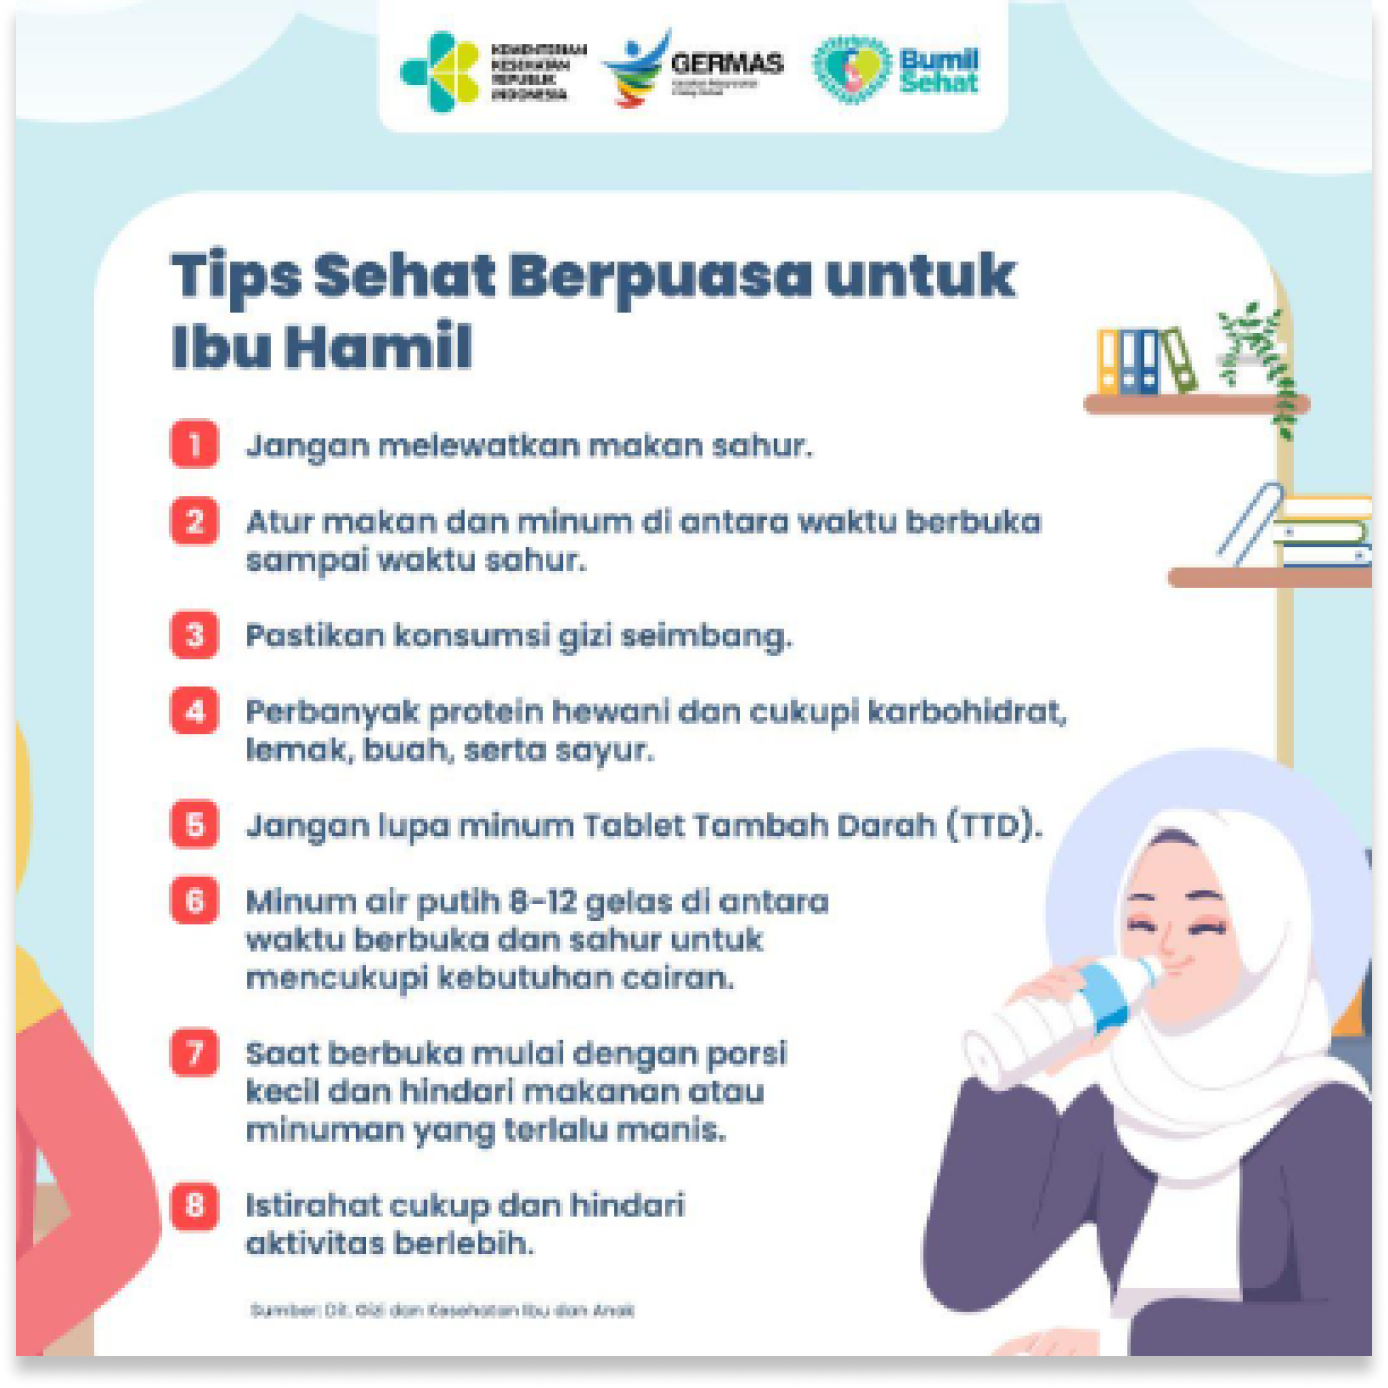 KEMENTERIAN
KESEHATAN
REPUBLIK
INDONESIA
GERMAS
Bumil
Sehat
Tips Sehat Berpuasa untuk
Ibu Hamil
1 Jangan melewatkan makan sahur.
2 Atur makan dan minum di antara waktu berbuka
sampai waktu sahur.
3 Pastikan konsumsi gizi seimbang.
4 Perbanyak protein hewani dan cukupi karbohidrat,
lemak, buah, serta sayur.
5 Jangan lupa minum Tablet Tambah Darah (TTD).
6 Minum air putih 8-12 gelas di antara
waktu berbuka dan sahur untuk
mencukupi kebutuhan cairan.
7 Saat berbuka mulai dengan porsi
kecil dan hindari makanan atau
minuman yang terlalu manis.
8 Istirahat cukup dan hindari
aktivitas berlebih.
Sumber: Dit. Gizi dan Kesehatan Ibu dan Anak